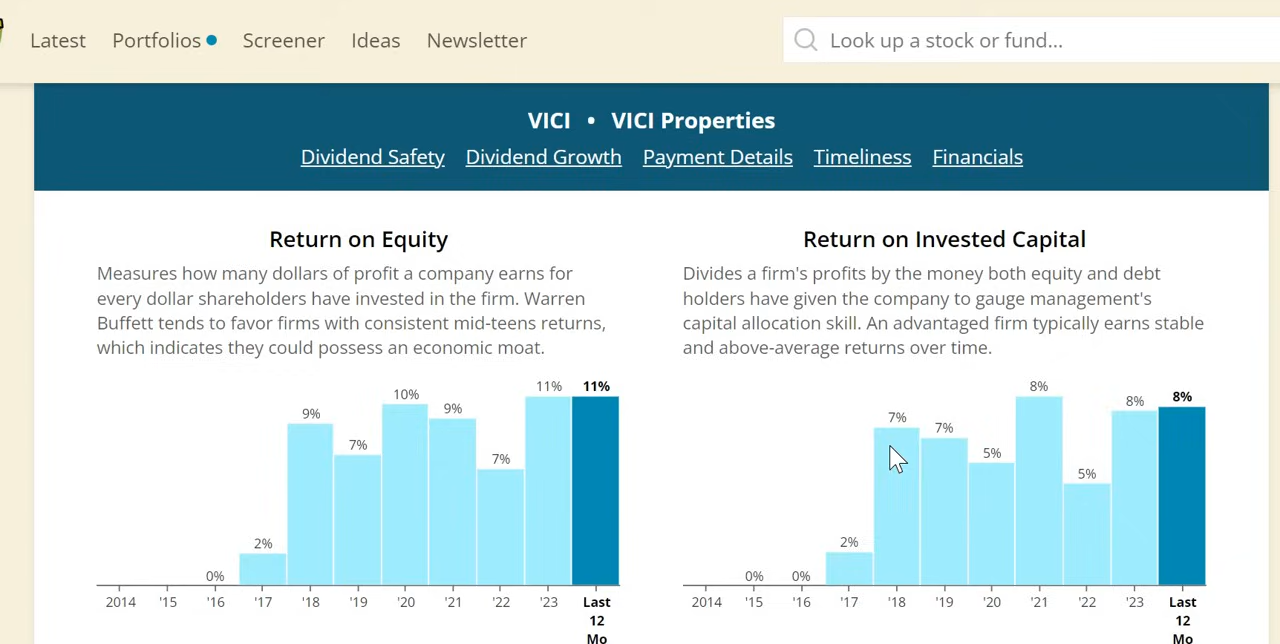 Latest Portfolios Screener Ideas Newsletter
Look up a stock or fund...
VICI • VICI Properties
Dividend Safety Dividend Growth Payment Details Timeliness Financials
Return on Equity
Measures how many dollars of profit a company earns for
every dollar shareholders have invested in the firm. Warren
Buffett tends to favor firms with consistent mid-teens returns,
which indicates they could possess an economic moat.
0% 2% 9% 7% 10% 9% 7% 11% 11%
2014 '15 '16 '17 '18 '19 '20 '21 '22 '23 Last
12
Mo
Return on Invested Capital
Divides a firm's profits by the money both equity and debt
holders have given the company to gauge management's
capital allocation skill. An advantaged firm typically earns stable
and above-average returns over time.
0% 0% 2% 7% 7% 5% 8% 5% 8% 8%
2014 '15 '16 '17 '18 '19 '20 '21 '22 '23 Last
12
Mo